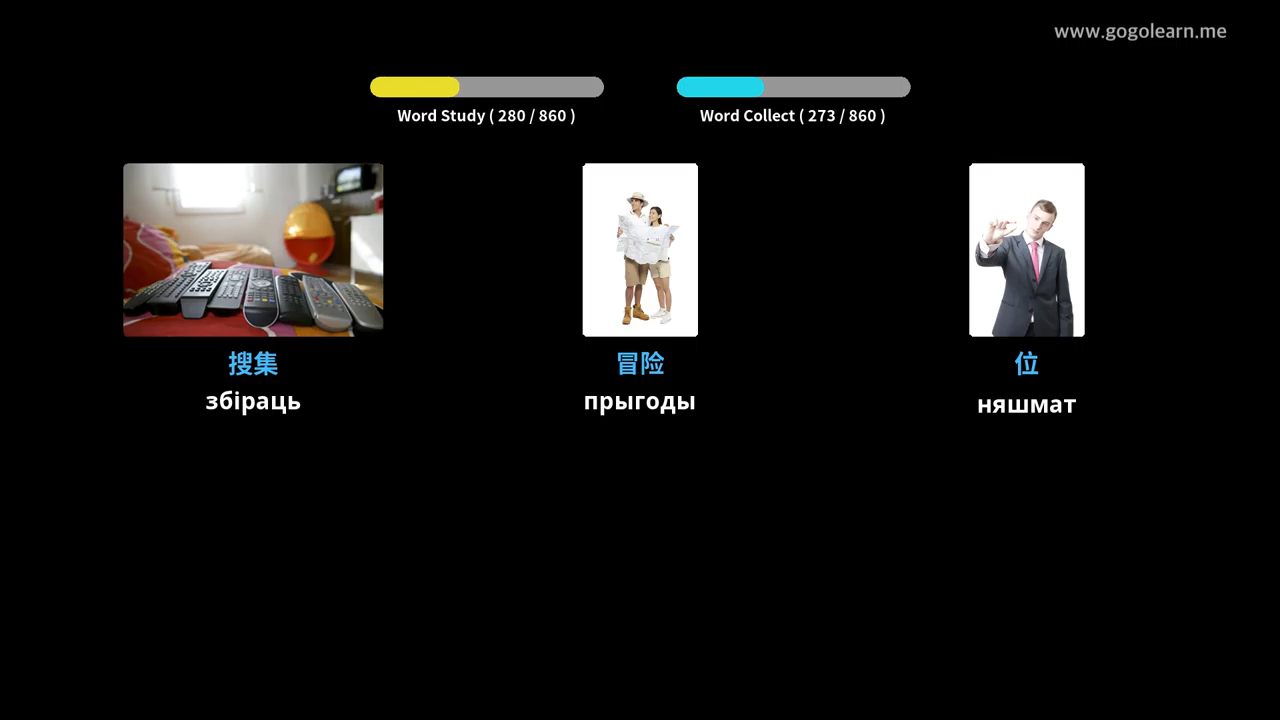 www.gogolearn.me
Word Study ( 280 / 860 )
Word Collect ( 273 / 860 )
搜集
冒险
位
збіраць
прыгоды
няшмат